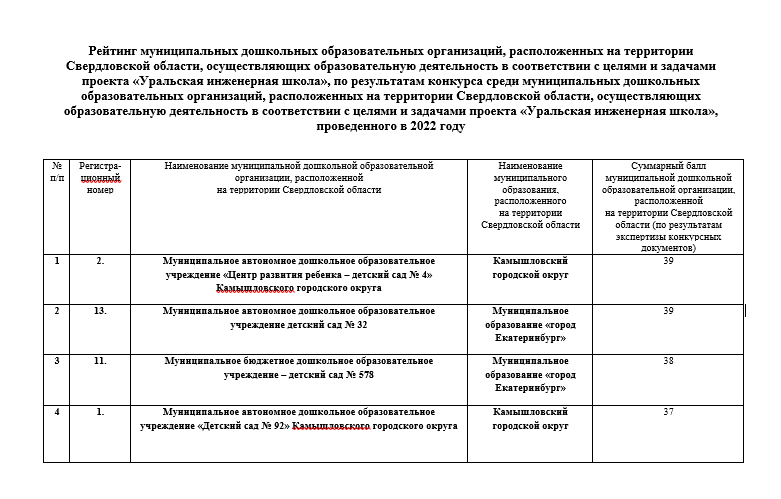 Рейтинг муниципальных дошкольных образовательных организаций, расположенных на территории
Свердловской области, осуществляющих образовательную деятельность в соответствии с целями и задачами
проекта «Уральская инженерная школа», по результатам конкурса среди муниципальных дошкольных
образовательных организаций, расположенных на территории Свердловской области, осуществляющих
образовательную деятельность в соответствии с целями и задачами проекта «Уральская инженерная школа»,
проведенного в 2022 году
№
п/п
Регистра-
ционный
номер
Наименование муниципальной дошкольной образовательной
организации, расположенной
на территории Свердловской области
Наименование
муниципального
образования,
расположенного
на территории
Свердловской области
Суммарный балл
муниципальной дошкольной
образовательной организации,
расположенной
на территории Свердловской
области (по результатам
экспертизы конкурсных
документов)
1
2.
Муниципальное автономное дошкольное образовательное
учреждение «Центр развития ребенка – детский сад № 4»
Камышловского городского округа
Камышловский
городской округ
39
2
13.
Муниципальное автономное дошкольное образовательное
учреждение детский сад № 32
Муниципальное
образование «город
Екатеринбург»
39
3
11.
Муниципальное бюджетное дошкольное образовательное
учреждение – детский сад № 578
Муниципальное
образование «город
Екатеринбург»
38
4
1.
Муниципальное автономное дошкольное образовательное
учреждение «Детский сад № 92» Камышловского городского округа
Камышловский
городской округ
37